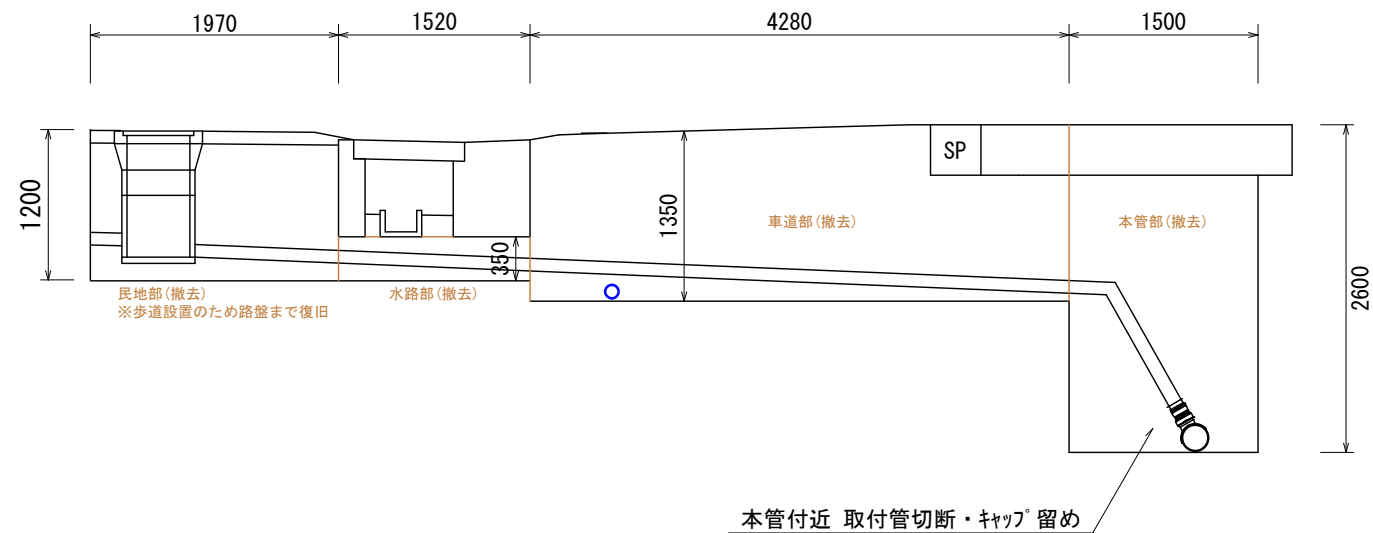 1970
1520
4280
1500
SP
1200
1350
車道部(撤去)
本管部(撤去)
350
2600
民地部(撤去)
※歩道設置のため路盤まで復旧
水路部(撤去)
本管付近 取付管切断・ｷｬｯﾌﾟ留め